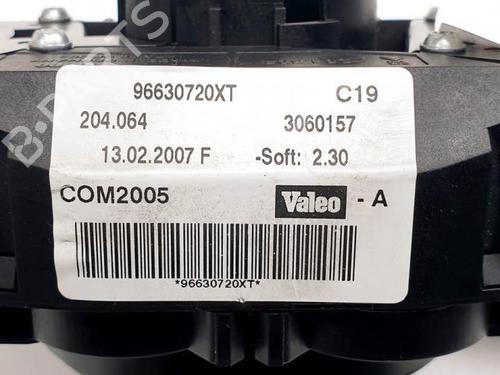 96630720XT C19
204.064 3060157
13.02.2007 F -Soft: 2.30
COM2005 Valeo - A
*96630720XT*
B-PARTS